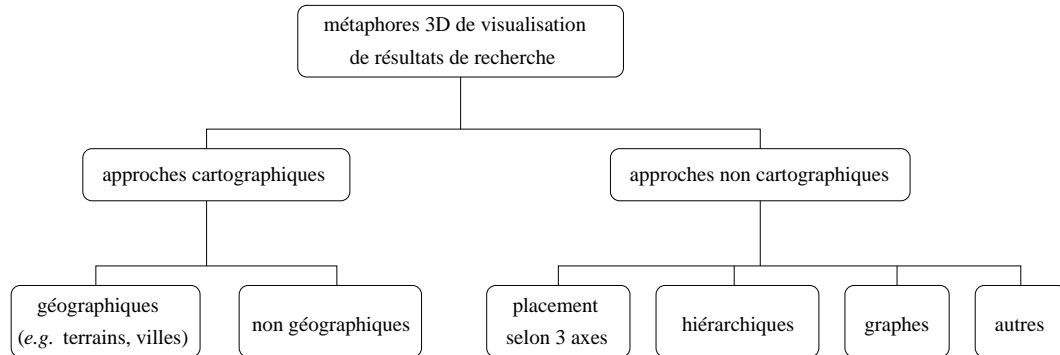 métaphores 3D de visualisation
de résultats de recherche
approches cartographiques
approches non cartographiques
géographiques
(e.g. terrains, villes)
non géographiques
placement
selon 3 axes
hiérarchiques
graphes
autres